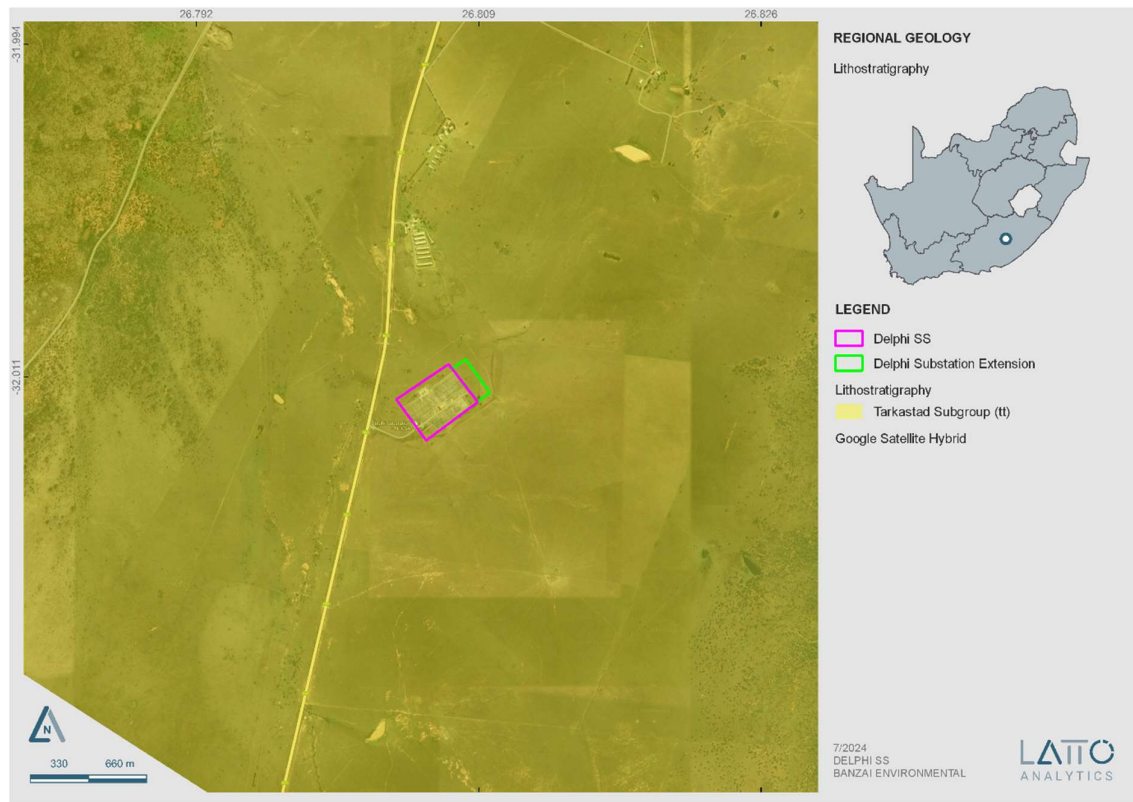 26.792
26.809
26.826
-31.994
-32.011
REGIONAL GEOLOGY
Lithostratigraphy
LEGEND
Delphi SS
Delphi Substation Extension
Lithostratigraphy
Tarkastad Subgroup (tt)
Google Satellite Hybrid
N
330
660 m
7/2024
DELPHI SS
BANZAI ENVIRONMENTAL
LATTO
ANALYTICS